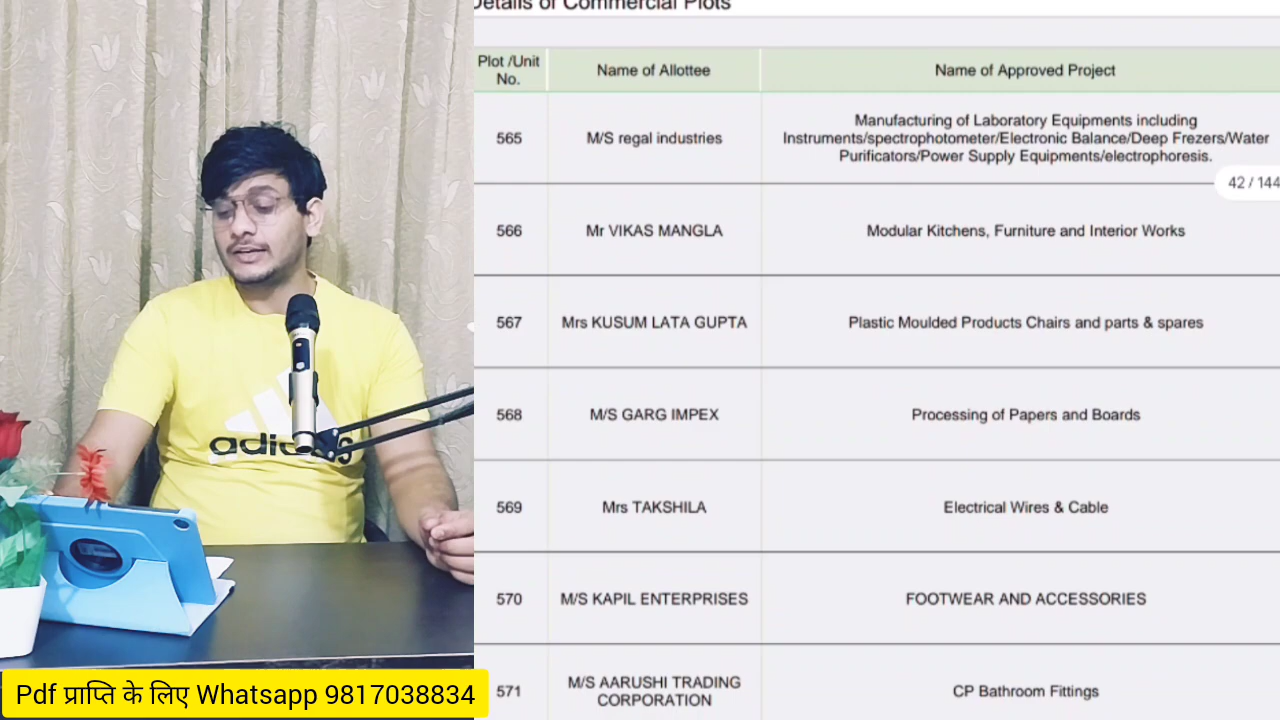 Details of Commercial Plots
Plot /Unit No.
Name of Allottee
Name of Approved Project
565
M/S regal industries
Manufacturing of Laboratory Equipments including
Instruments/spectrophotometer/Electronic Balance/Deep Frezers/Water
Purificators/Power Supply Equipments/electrophoresis.
42 / 144
566
Mr VIKAS MANGLA
Modular Kitchens, Furniture and Interior Works
567
Mrs KUSUM LATA GUPTA
Plastic Moulded Products Chairs and parts & spares
568
M/S GARG IMPEX
Processing of Papers and Boards
569
Mrs TAKSHILA
Electrical Wires & Cable
570
M/S KAPIL ENTERPRISES
FOOTWEAR AND ACCESSORIES
571
M/S AARUSHI TRADING
CORPORATION
CP Bathroom Fittings
adidas
Pdf प्राप्ति के लिए Whatsapp 9817038834